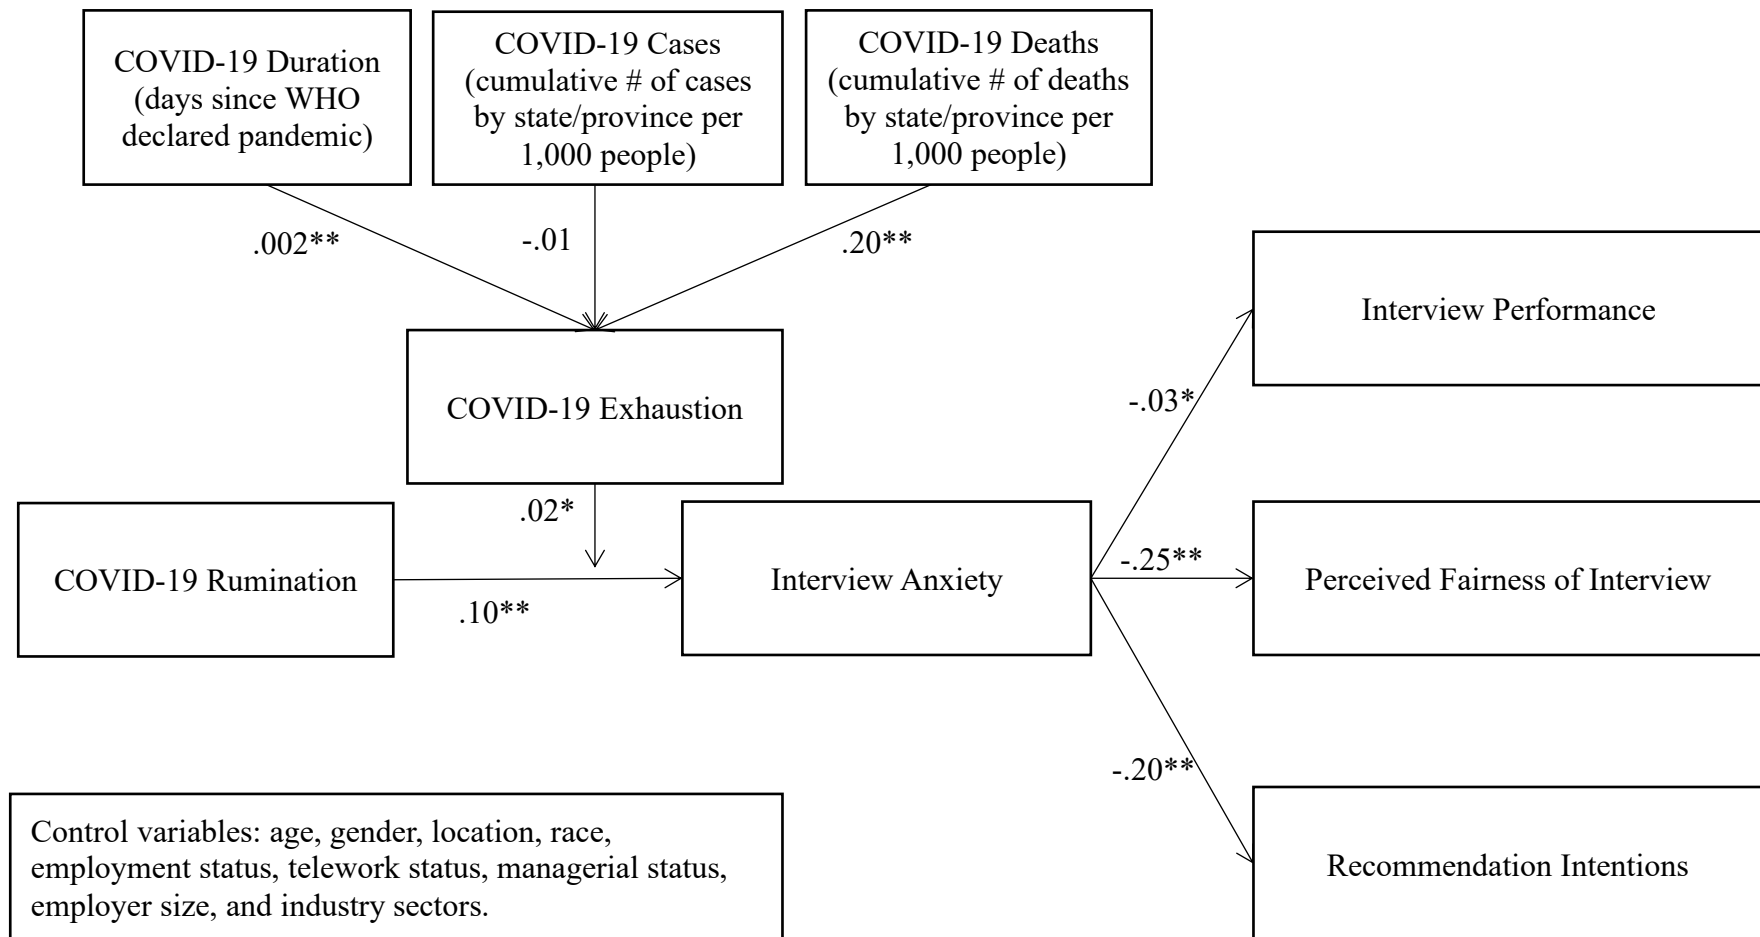 COVID-19 Duration
(days since WHO
declared pandemic)
COVID-19 Cases
(cumulative # of cases
by state/province per
1,000 people)
COVID-19 Deaths
(cumulative # of deaths
by state/province per
1,000 people)
.002**
-.01
.20**
COVID-19 Exhaustion
.02*
COVID-19 Rumination
.10**
Interview Anxiety
-.03*
-.25**
-.20**
Interview Performance
Perceived Fairness of Interview
Recommendation Intentions
Control variables: age, gender, location, race,
employment status, telework status, managerial status,
employer size, and industry sectors.